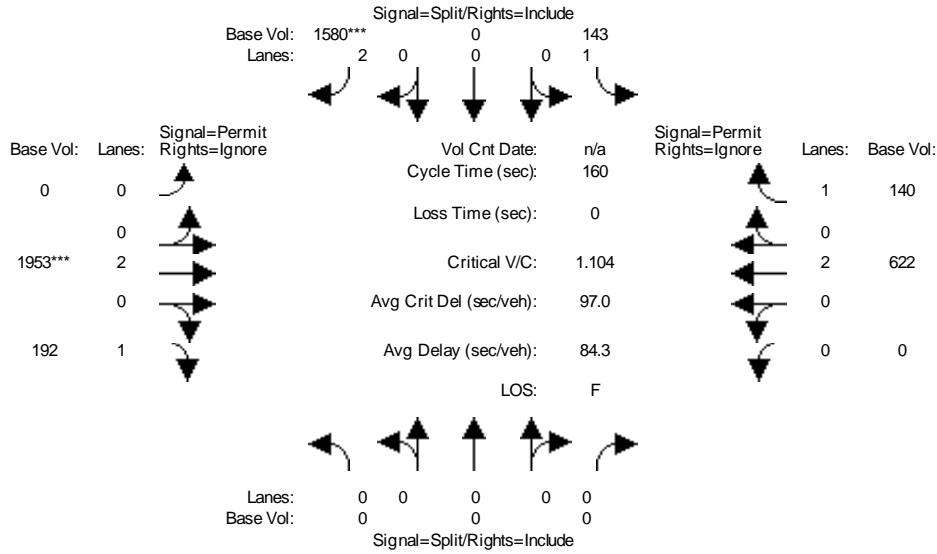 Signal=Split/Rights=Include
Base Vol: 1580*** 0 143
Lanes: 2 0 0 0 1
Signal=Permit
Base Vol: Lanes: Rights=Ignore
Vol Cnt Date: n/a
Signal=Permit
Rights=Ignore Lanes: Base Vol:
Cycle Time (sec): 160
0 0
1 140
Loss Time (sec): 0
0
0
1953*** 2
Critical V/C: 1.104
2 622
0
Avg Crit Del (sec/veh): 97.0
0
192 1
Avg Delay (sec/veh): 84.3
0 0
LOS: F
Lanes: 0 0 0 0 0
Base Vol: 0 0 0
Signal=Split/Rights=Include